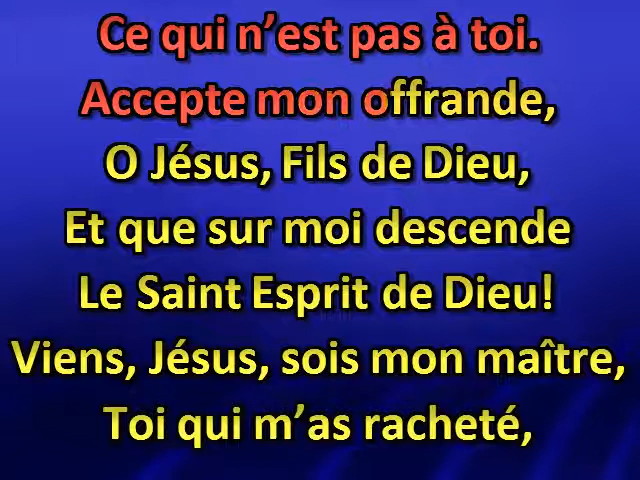 Ce qui n’est pas à toi.
Accepte mon offrande,
O Jésus, Fils de Dieu,
Et que sur moi descende
Le Saint Esprit de Dieu!
Viens, Jésus, sois mon maître,
Toi qui m’as racheté,